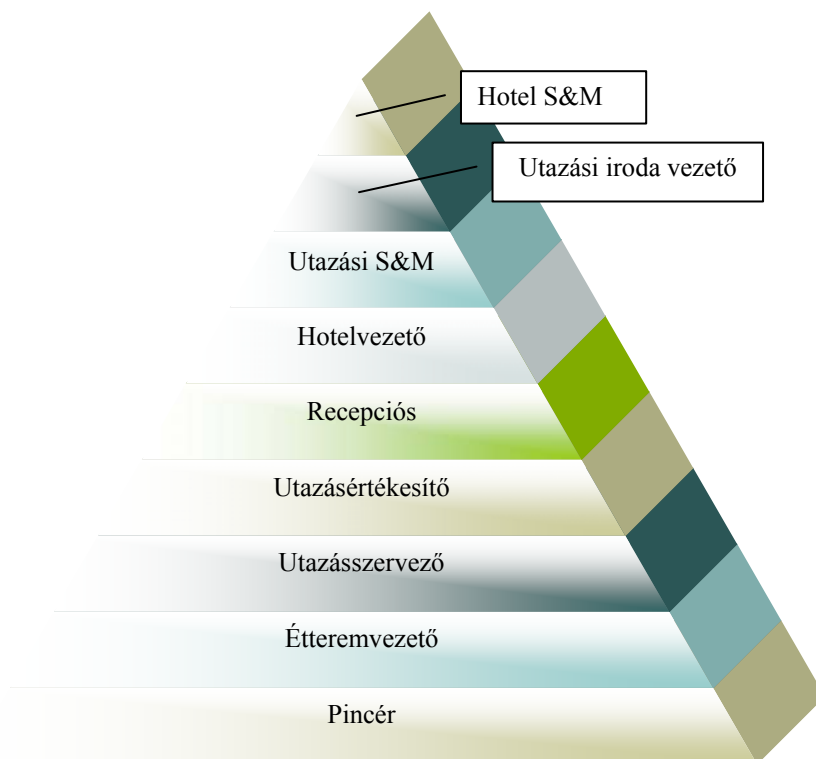 Hotel S&M
Utazási iroda vezető
Utazási S&M
Hotelvezető
Recepciós
Utazásértékesítő
Utazásszervező
Étteremvezető
Pincér